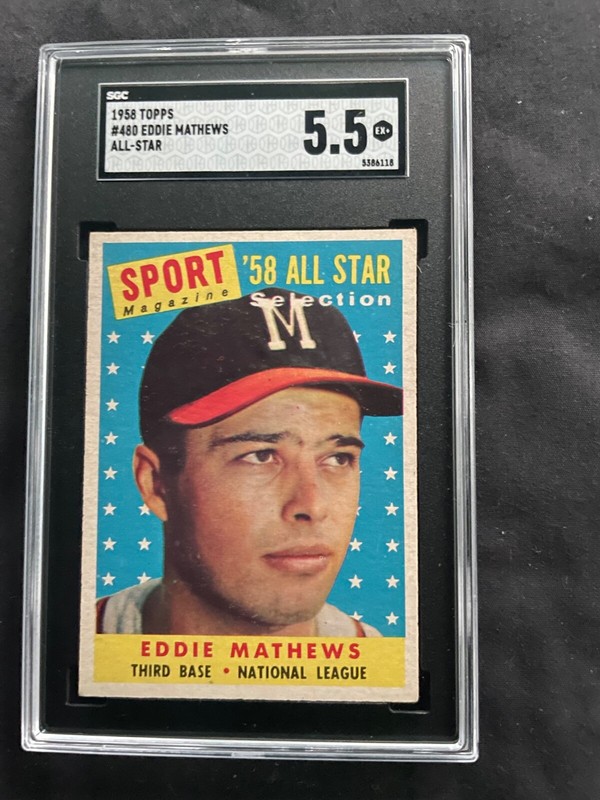 SGC
1958 TOPPS
#480 EDDIE MATHEWS
ALL-STAR
5.5 EX+
5386118
SPORT
Magazine
'58 ALL STAR
Selection
M
EDDIE MATHEWS
THIRD BASE • NATIONAL LEAGUE